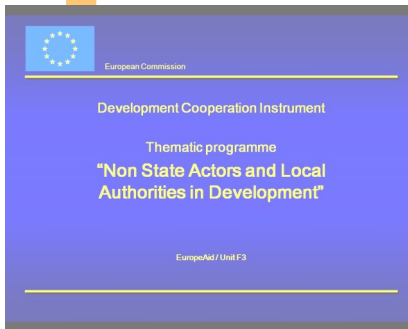 European Commission
Development Cooperation Instrument
Thematic programme
“Non State Actors and Local
Authorities in Development”
EuropeAid / Unit F3